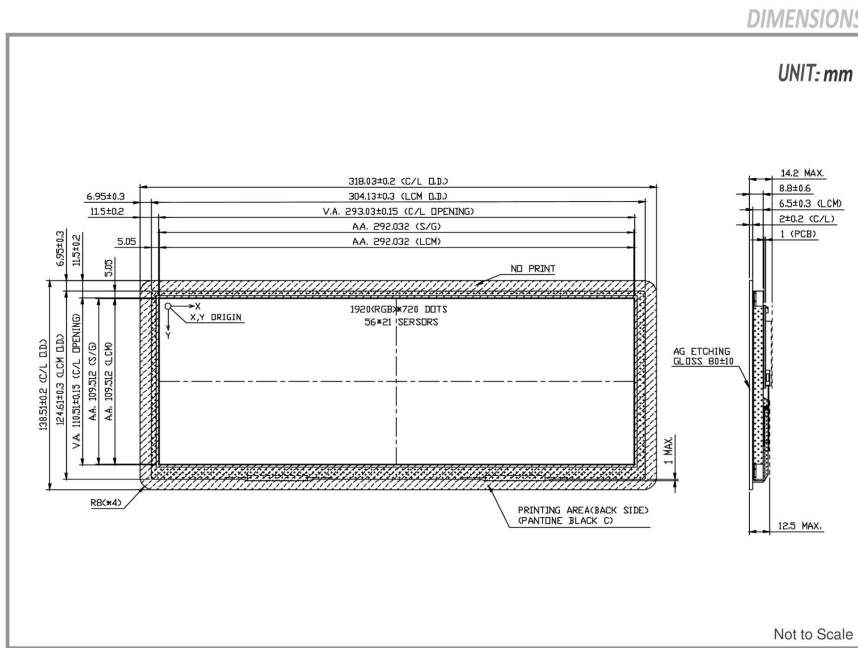 DIMENSIONS
UNIT: mm
318.03±0.2 (C/L O.D.)
6.95±0.3
304.13±0.3 (LCM O.D.)
11.5±0.2
V.A. 293.03±0.15 (C/L OPENING)
A.A. 292.032 (S/G)
5.05
A.A. 292.032 (LCM)
14.2 MAX.
8.8±0.6
6.5±0.3 (LCM)
2±0.2 (C/L)
1 (PCB)
6.95±0.3
11.5±0.2
5.05
NO PRINT
X
X,Y ORIGIN
Y
1920(RGB)*720 DOTS
56*21 SERSORS
138.51±0.2 (C/L O.D.)
124.61±0.3 (LCM O.D.)
V.A. 110.51±0.15 (C/L OPENING)
A.A. 109.512 (S/G)
A.A. 109.512 (LCM)
AG ETCHING
GLOSS 80±10
1 MAX.
R8(*4)
PRINTING AREA(BACK SIDE)
(PANTONE BLACK C)
12.5 MAX.
Not to Scale